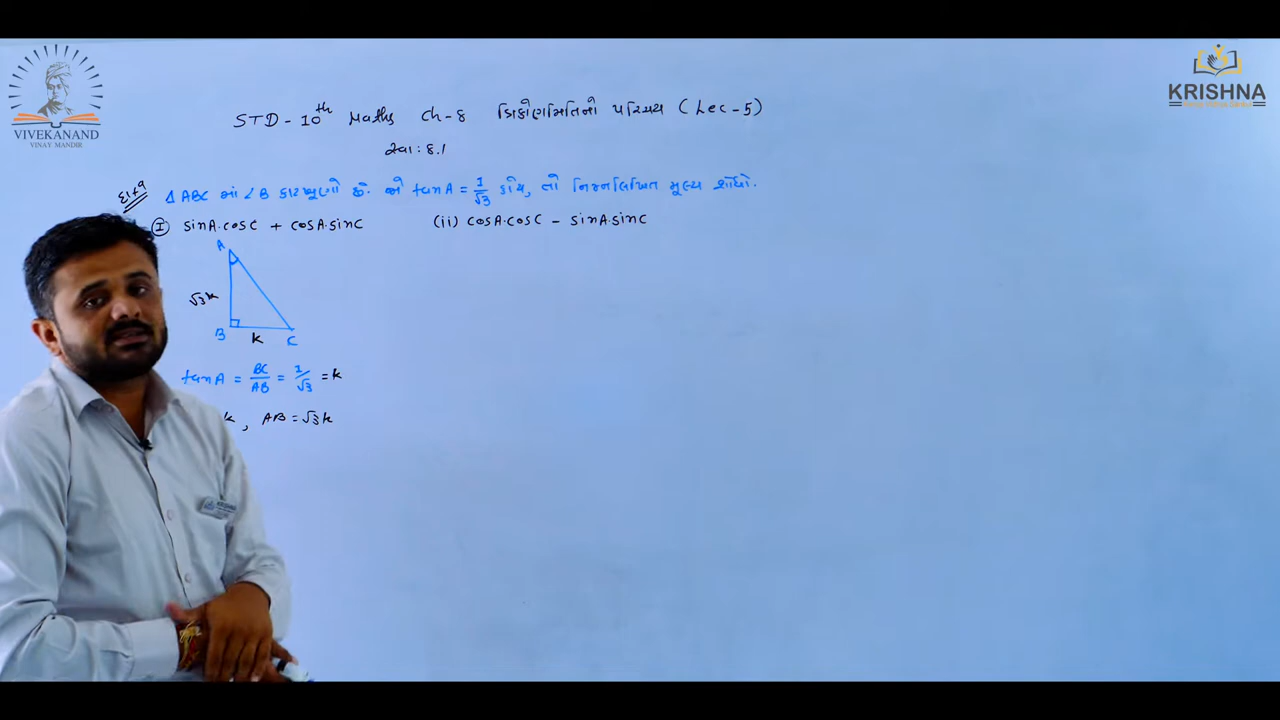 VIVEKANAND
VINAY MANDIR
KRISHNA
STD - 10th Maths Ch-8 ત્રિકોણમિતિનો પરિચય (Lec-5)
સ્વા : 8.1
દા.9
Δ ABC માં ∠B કાટખૂણો છે. જો tanA = 1/√3 હોય, તો નિમ્નલિખિત મૂલ્ય શોધો.
(I) sinA·cosC + cosA·sinC (ii) cosA·cosC - sinA·sinC
A
√3k
B k C
tanA = BC/AB = 1/√3 = k
k, AB = √3k